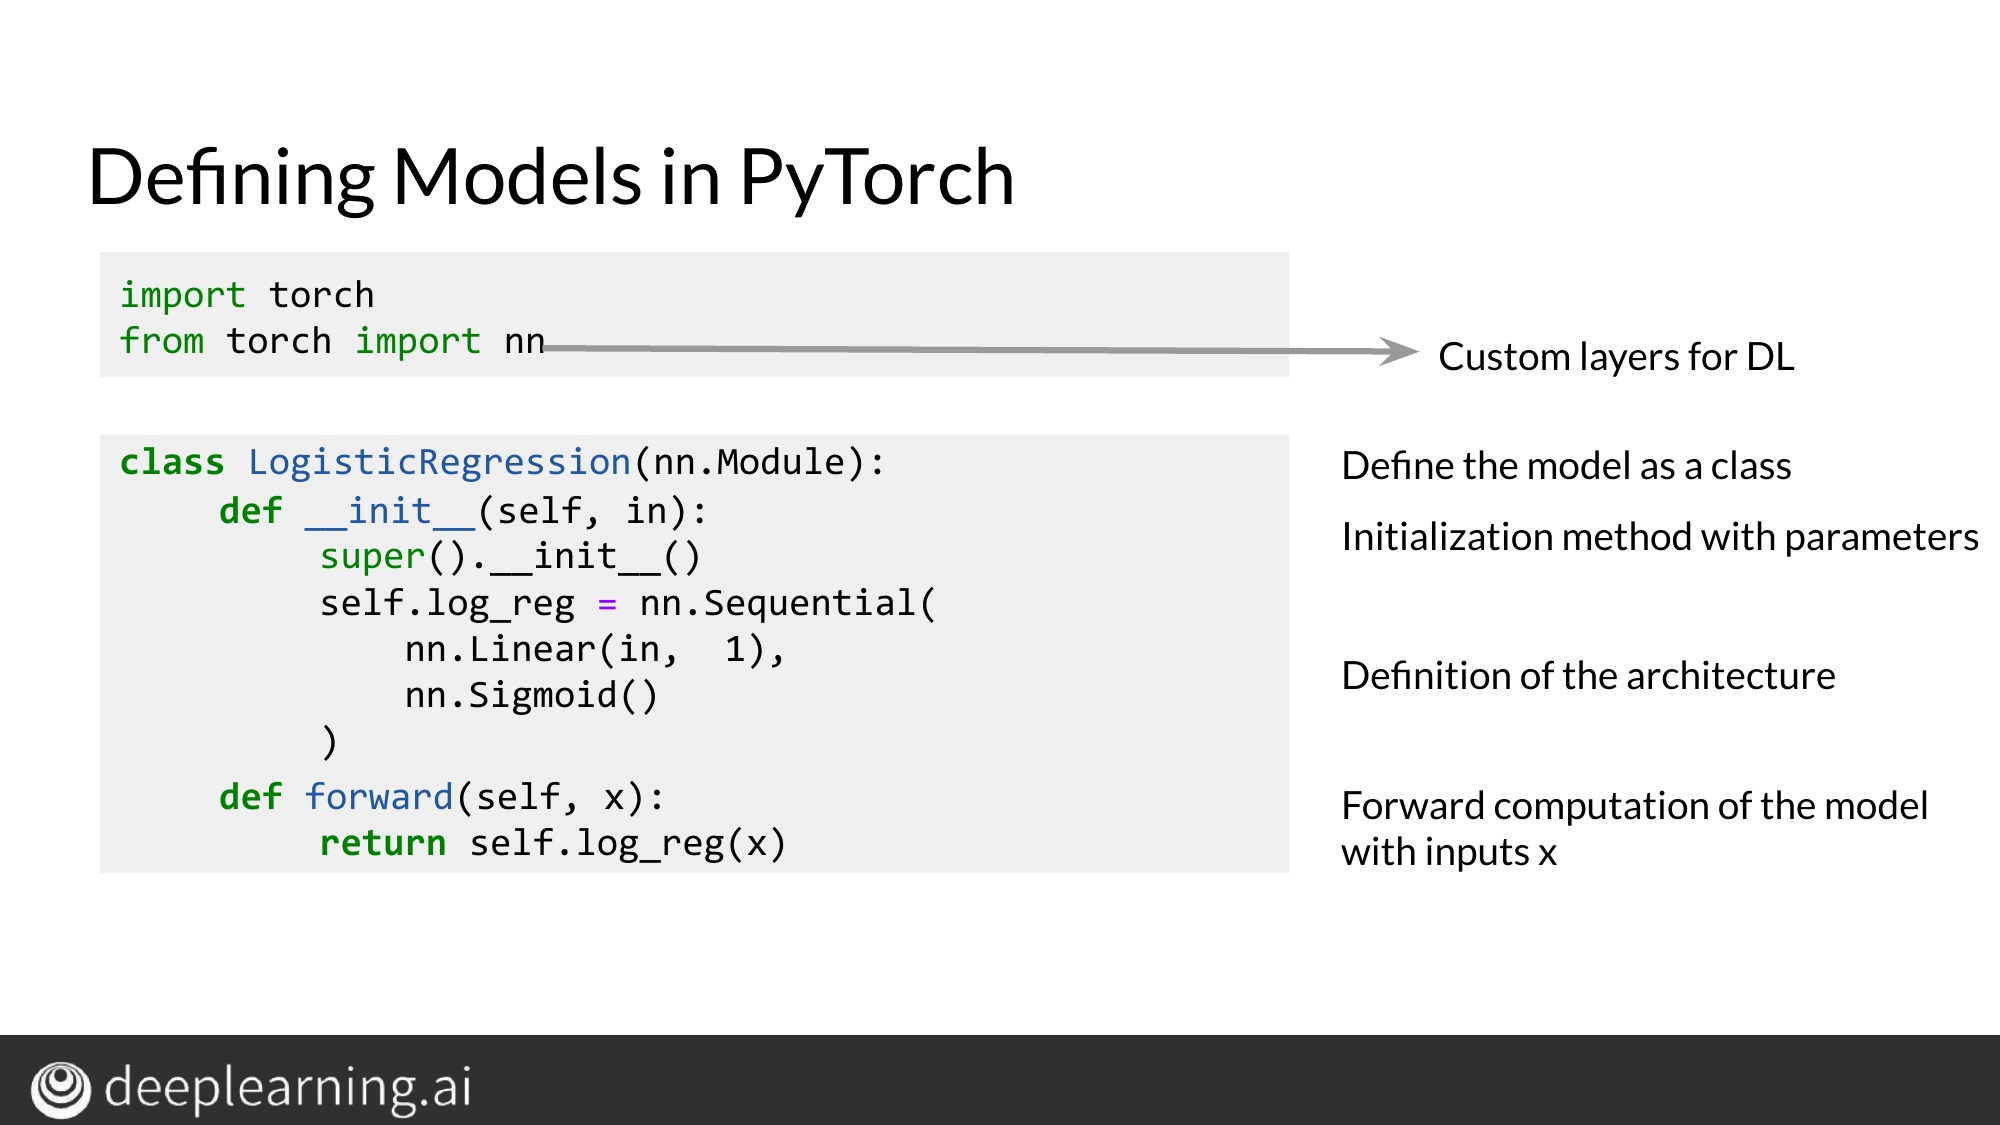 Defining Models in PyTorch
import torch
from torch import nn
Custom layers for DL
class LogisticRegression(nn.Module):
Define the model as a class
def __init__(self, in):
Initialization method with parameters
super().__init__()
self.log_reg = nn.Sequential(
nn.Linear(in,  1),
Definition of the architecture
nn.Sigmoid()
)
def forward(self, x):
Forward computation of the model
return self.log_reg(x)
with inputs x
deeplearning.ai